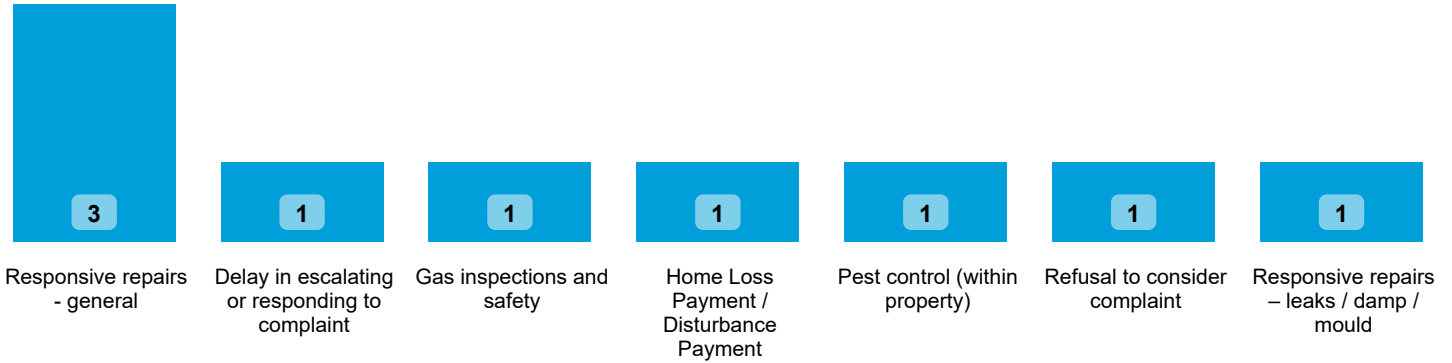 3
1
1
1
1
1
1
Responsive repairs
- general
Delay in escalating
or responding to
complaint
Gas inspections and
safety
Home Loss
Payment /
Disturbance
Payment
Pest control (within
property)
Refusal to consider
complaint
Responsive repairs
– leaks / damp /
mould